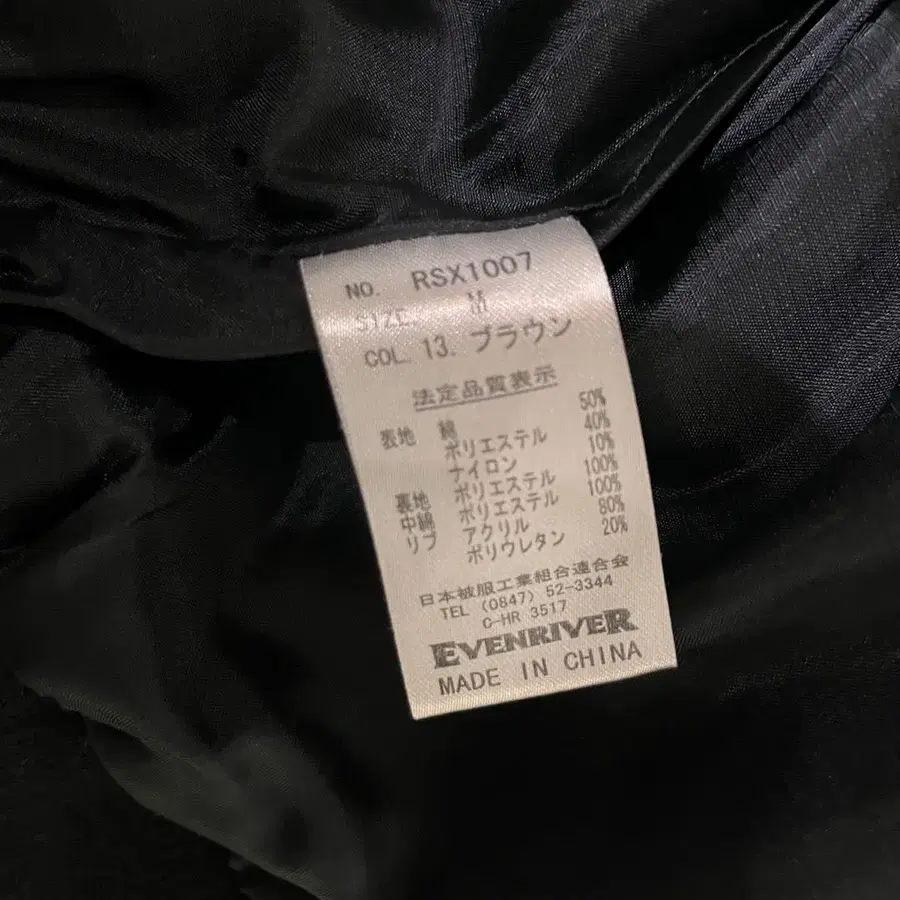 NO. RSX1007
SIZE. M
COL. 13. ブラウン
法定品質表示
表地 綿 50%
ポリエステル 40%
ナイロン 10%
裏地 ポリエステル 100%
中綿 ポリエステル 100%
リブ アクリル 80%
ポリウレタン 20%
日本被服工業組合連合会
TEL (0847) 52-3344
C-HR 3517
EVENRIVER
MADE IN CHINA